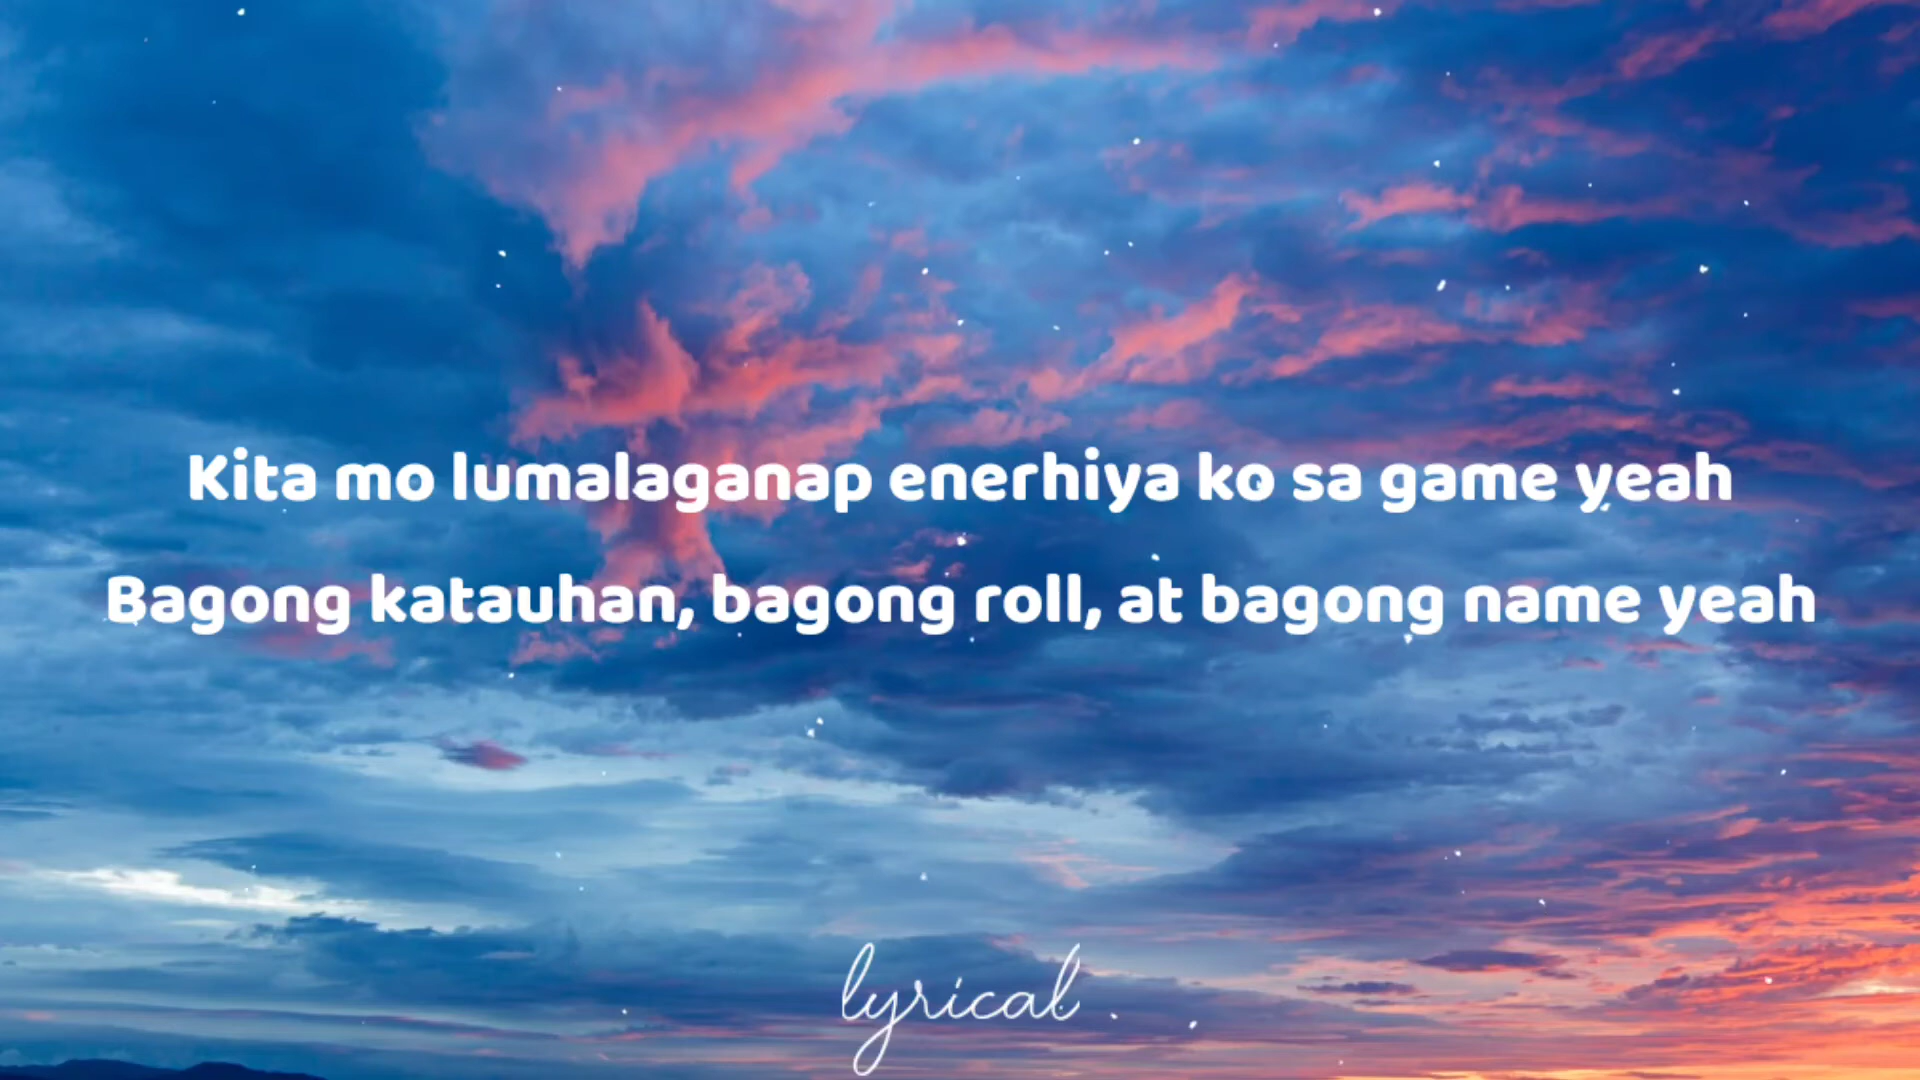 Kita mo lumalaganap enerhiya ko sa game yeah
Bagong katauhan, bagong roll, at bagong name yeah
lyrical